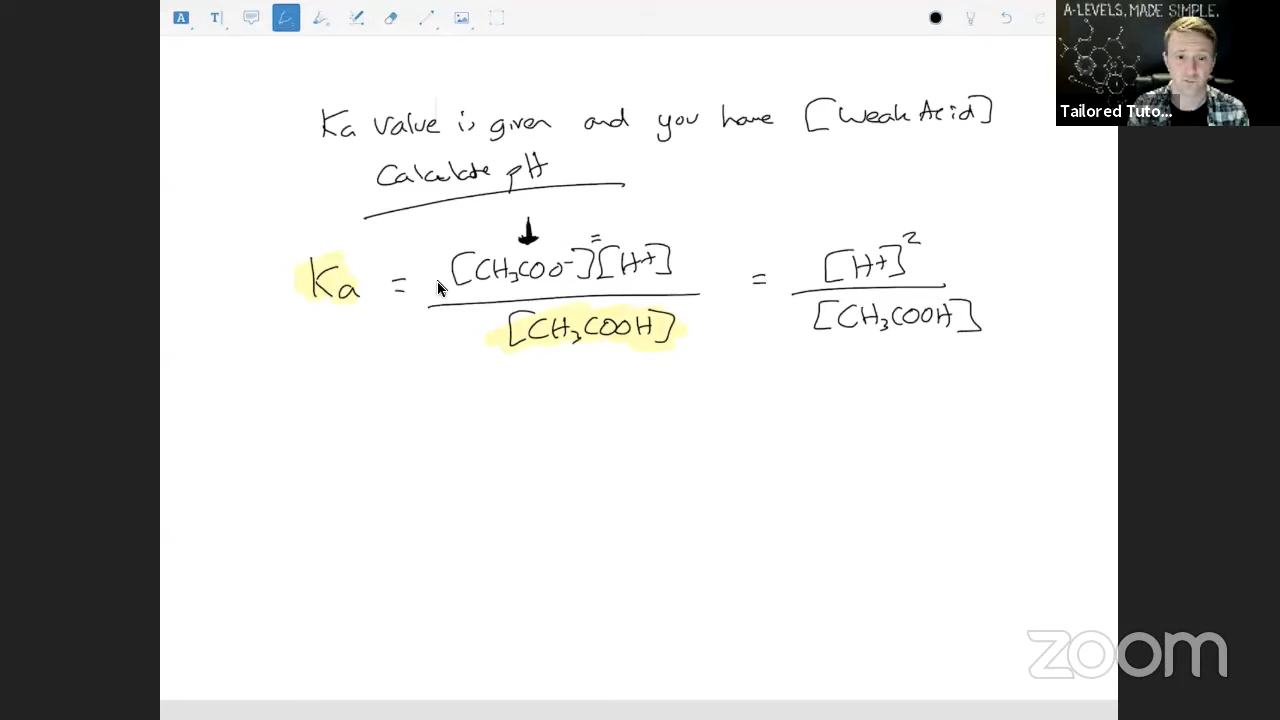 A-LEVELS, MADE SIMPLE.
Tailored Tuto...
Ka value is given and you have [Weak Acid]
Calculate pH
Ka = [CH3COO-] = [H+] / [CH3COOH] = [H+]² / [CH3COOH]
zoom